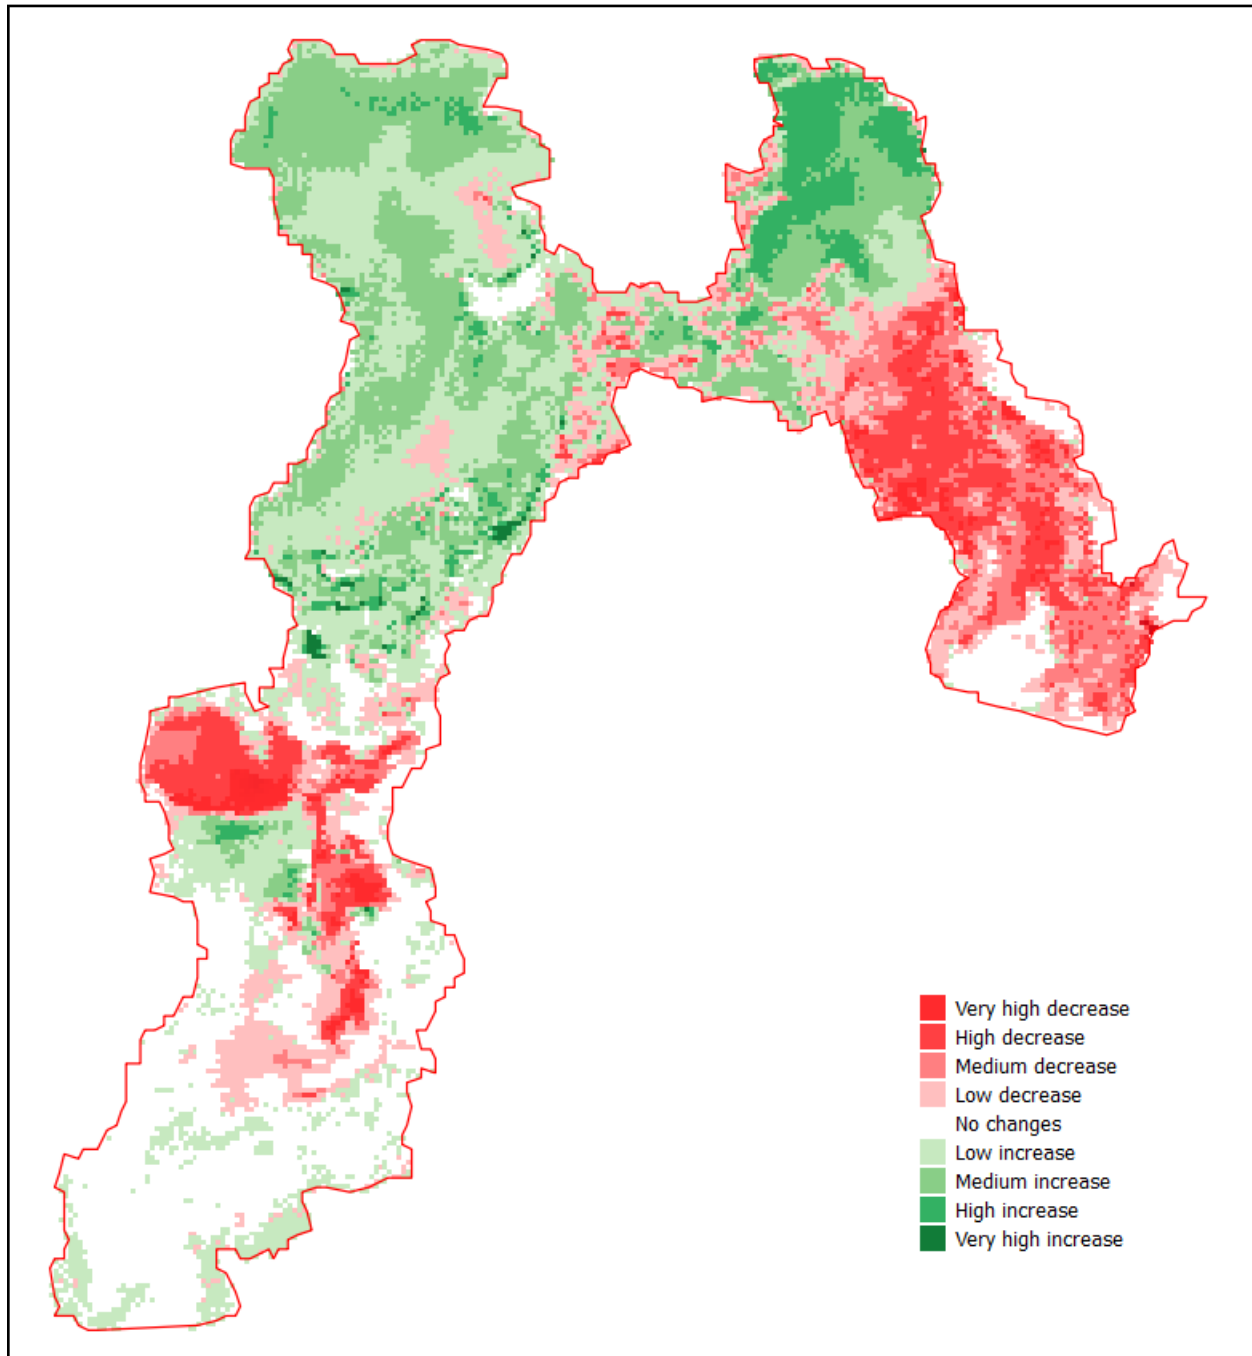 Very high decrease
High decrease
Medium decrease
Low decrease
No changes
Low increase
Medium increase
High increase
Very high increase